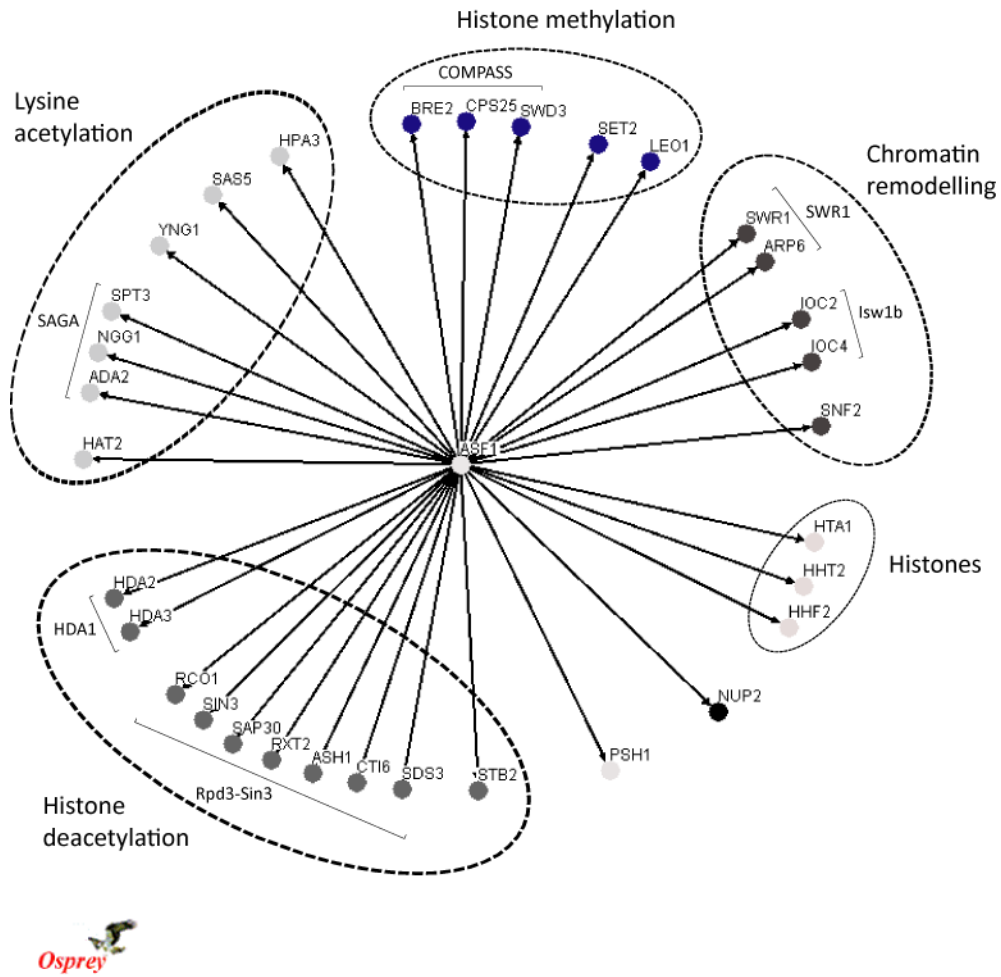 Histone methylation
COMPASS
BRE2
CPS25
SWD3
SET2
LEO1
Lysine
acetylation
HPA3
SAS5
YNG1
SPT3
SAGA
NGG1
ADA2
HAT2
Chromatin
remodelling
SWR1
SWR1
ARP6
IOC2
Isw1b
IOC4
SNF2
ASF1
HTA1
HHT2
HHF2
Histones
HDA2
HDA3
HDA1
RCO1
SIN3
SAP30
RXT2
ASH1
CTI6
SDS3
STB2
Rpd3-Sin3
Histone
deacetylation
NUP2
PSH1
Osprey